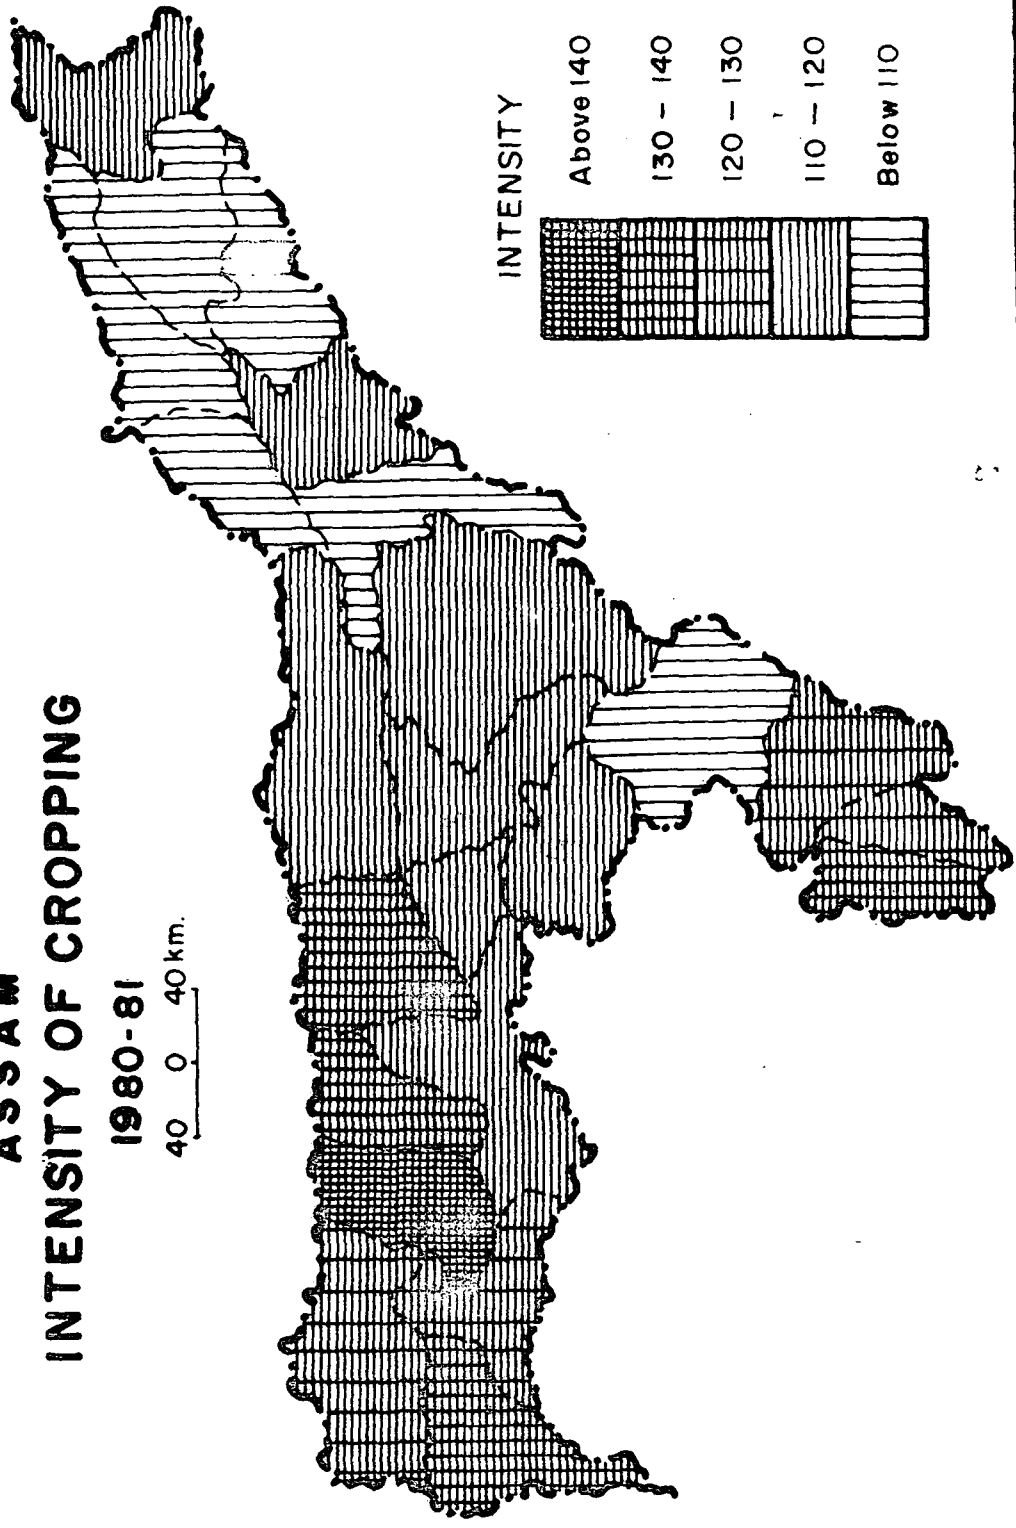 ASSAM
INTENSITY OF CROPPING
1980-81
40 0 40 km.
INTENSITY
Above 140
130 - 140
120 - 130
110 - 120
Below 110